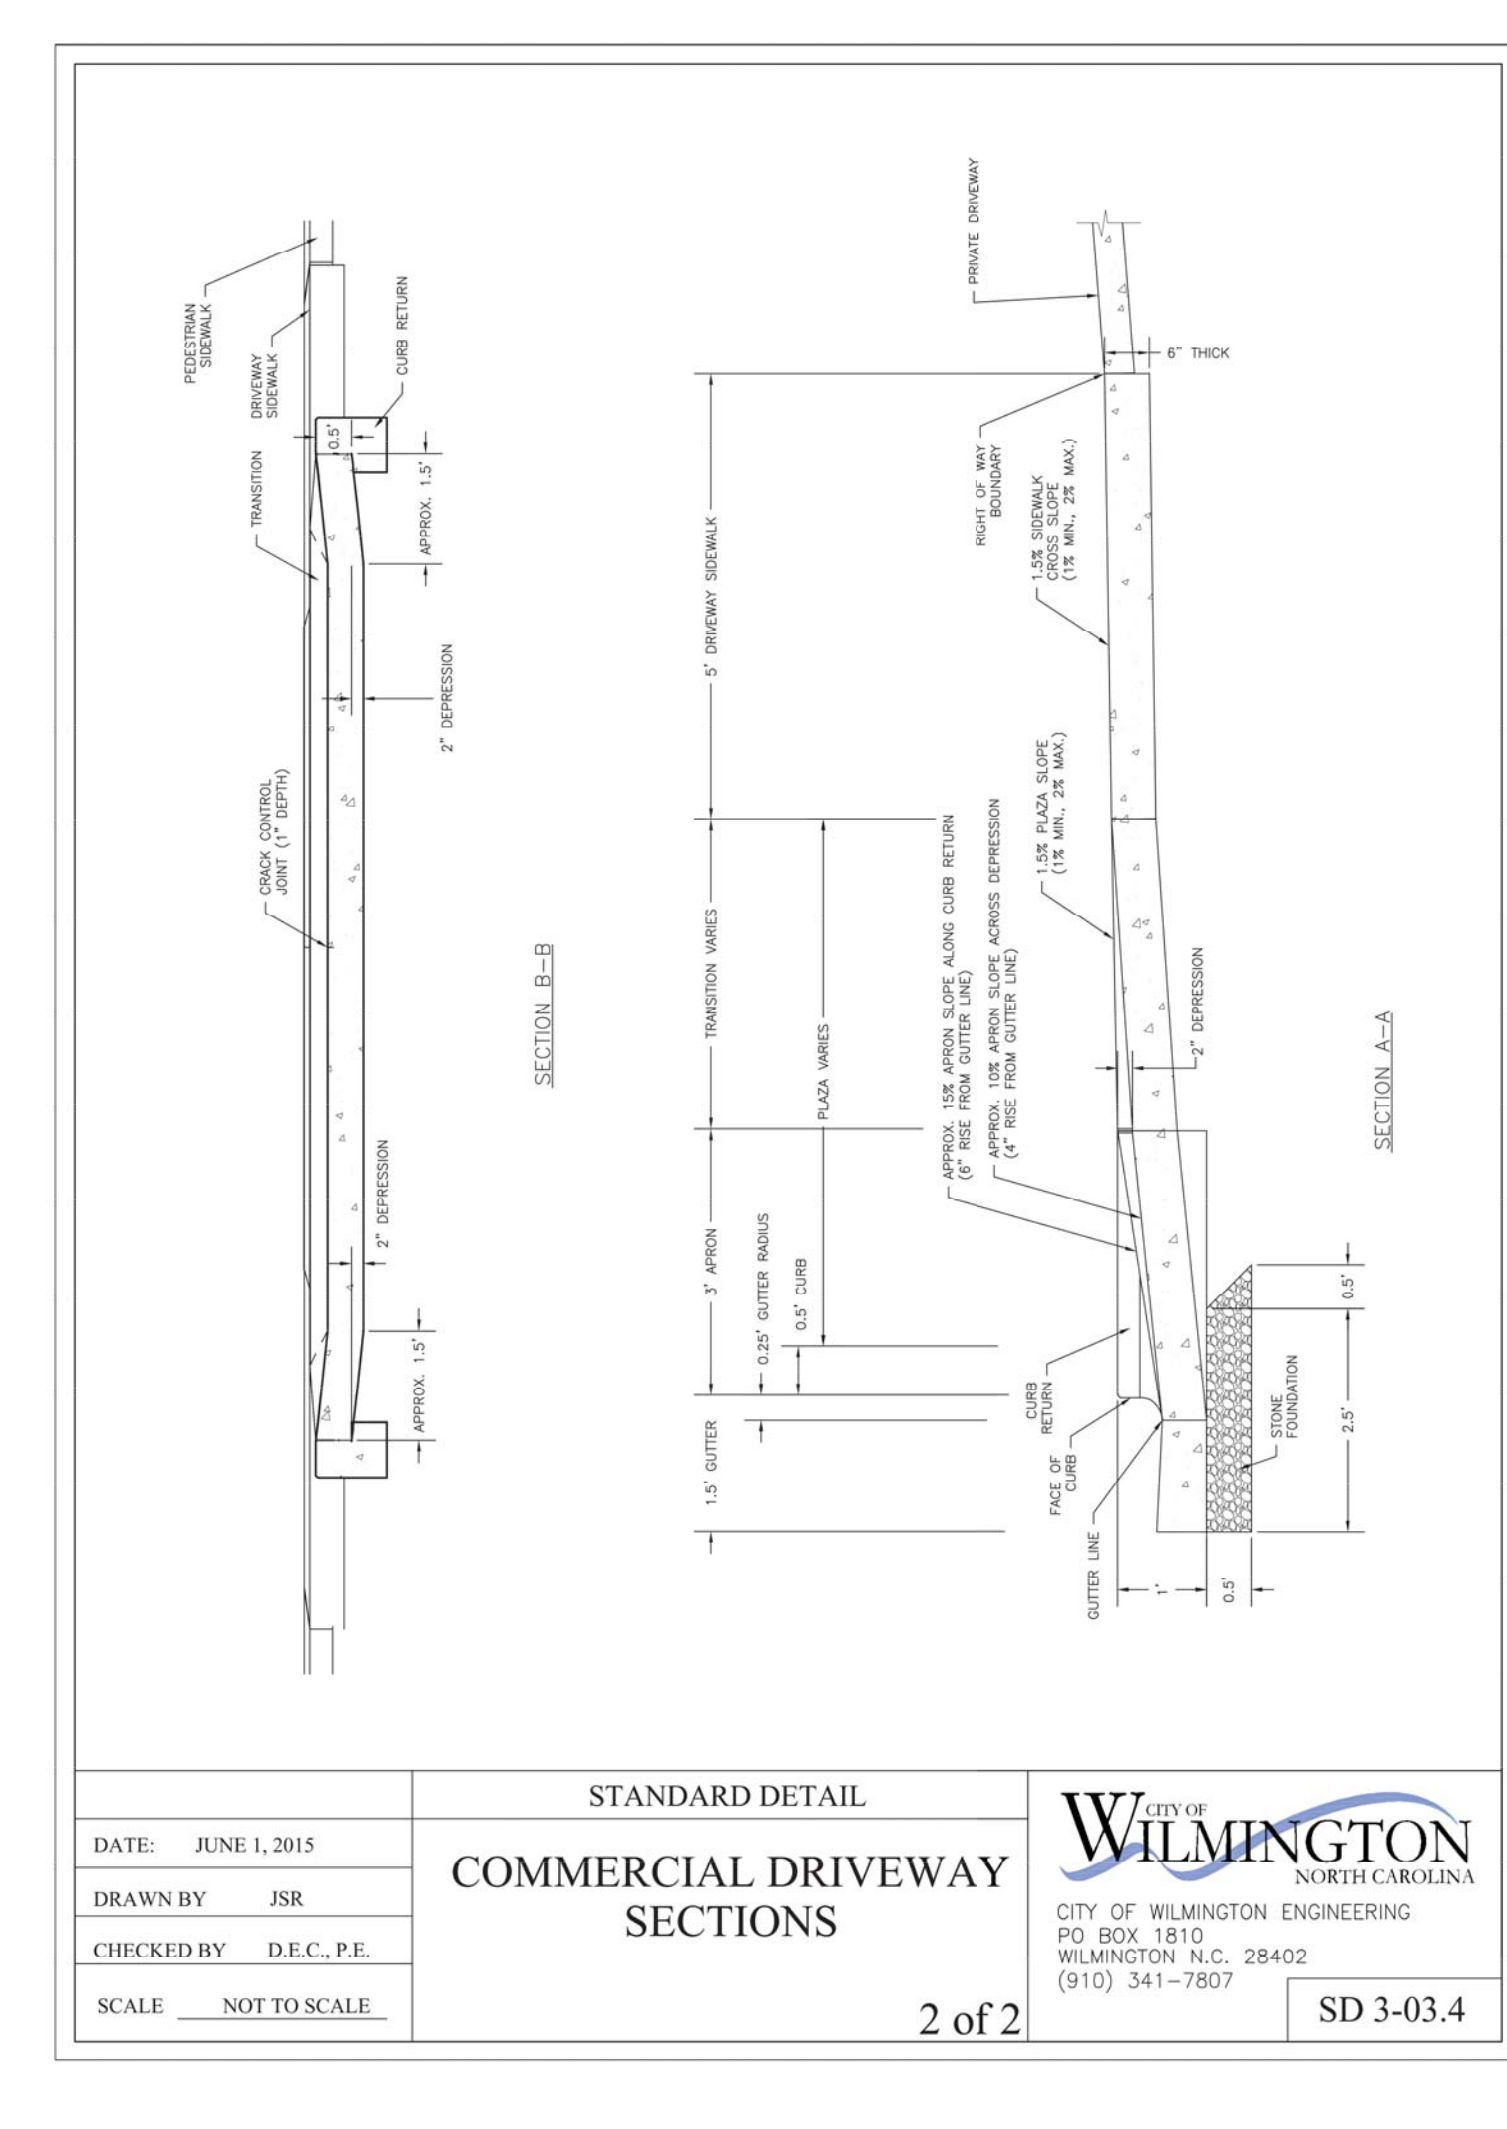 PEDESTRIAN
SIDEWALK
DRIVEWAY
SIDEWALK
CURB RETURN
TRANSITION
0.5'
APPROX. 1.5'
2" DEPRESSION
CRACK CONTROL
JOINT (1" DEPTH)
2" DEPRESSION
APPROX. 1.5'
SECTION B-B
PRIVATE DRIVEWAY
6" THICK
RIGHT OF WAY
BOUNDARY
1.5% SIDEWALK
CROSS SLOPE
(1% MIN., 2% MAX.)
5' DRIVEWAY SIDEWALK
1.5% PLAZA SLOPE
(1% MIN., 2% MAX.)
TRANSITION VARIES
PLAZA VARIES
APPROX. 15% APRON SLOPE ALONG CURB RETURN
(6" RISE FROM GUTTER LINE)
APPROX. 10% APRON SLOPE ACROSS DEPRESSION
(4" RISE FROM GUTTER LINE)
2" DEPRESSION
3' APRON
0.25' GUTTER RADIUS
0.5' CURB
1.5' GUTTER
CURB
RETURN
FACE OF
CURB
GUTTER LINE
STONE
FOUNDATION
0.5'
2.5'
1'
0.5'
SECTION A-A
STANDARD DETAIL
DATE: JUNE 1, 2015
DRAWN BY JSR
CHECKED BY D.E.C., P.E.
SCALE NOT TO SCALE
COMMERCIAL DRIVEWAY
SECTIONS
2 of 2
CITY OF
WILMINGTON
NORTH CAROLINA
CITY OF WILMINGTON ENGINEERING
PO BOX 1810
WILMINGTON N.C. 28402
(910) 341-7807
SD 3-03.4